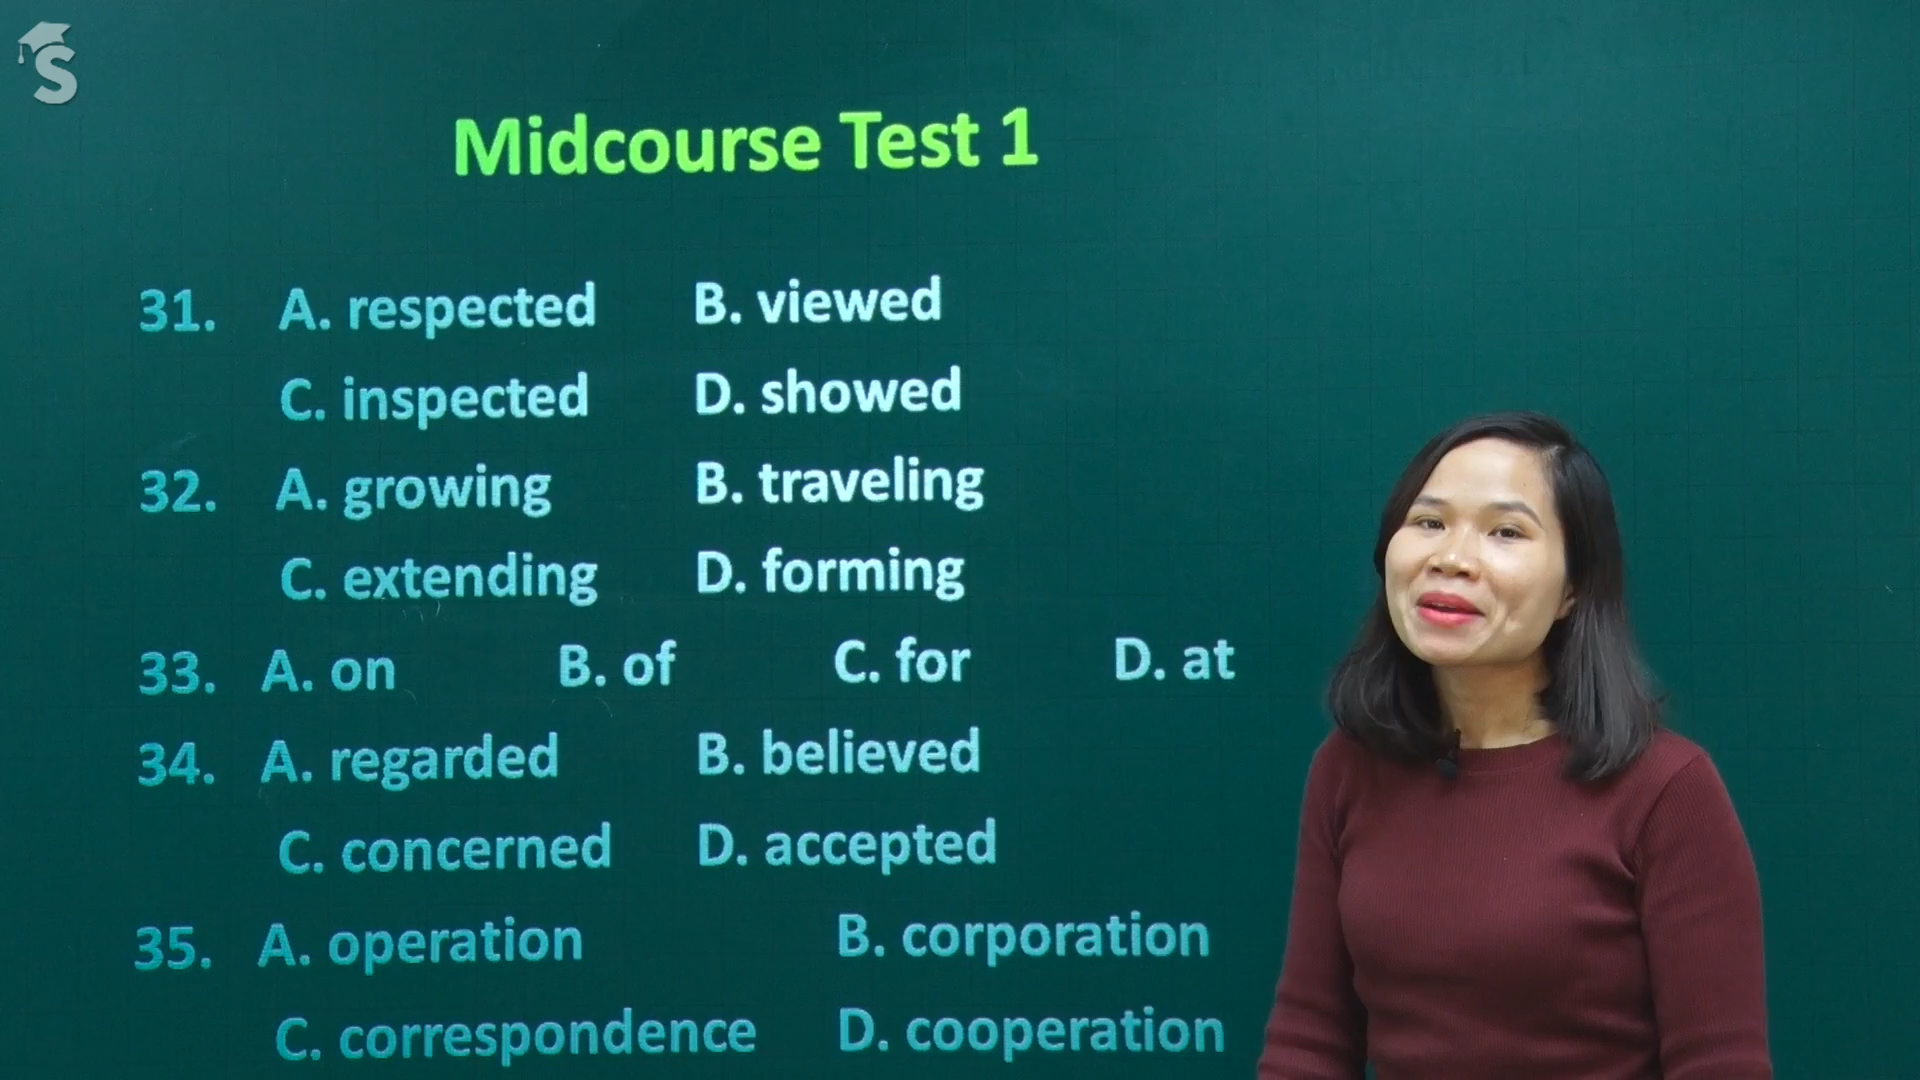 S
Midcourse Test 1
31. A. respected B. viewed
C. inspected D. showed
32. A. growing B. traveling
C. extending D. forming
33. A. on B. of C. for D. at
34. A. regarded B. believed
C. concerned D. accepted
35. A. operation B. corporation
C. correspondence D. cooperation